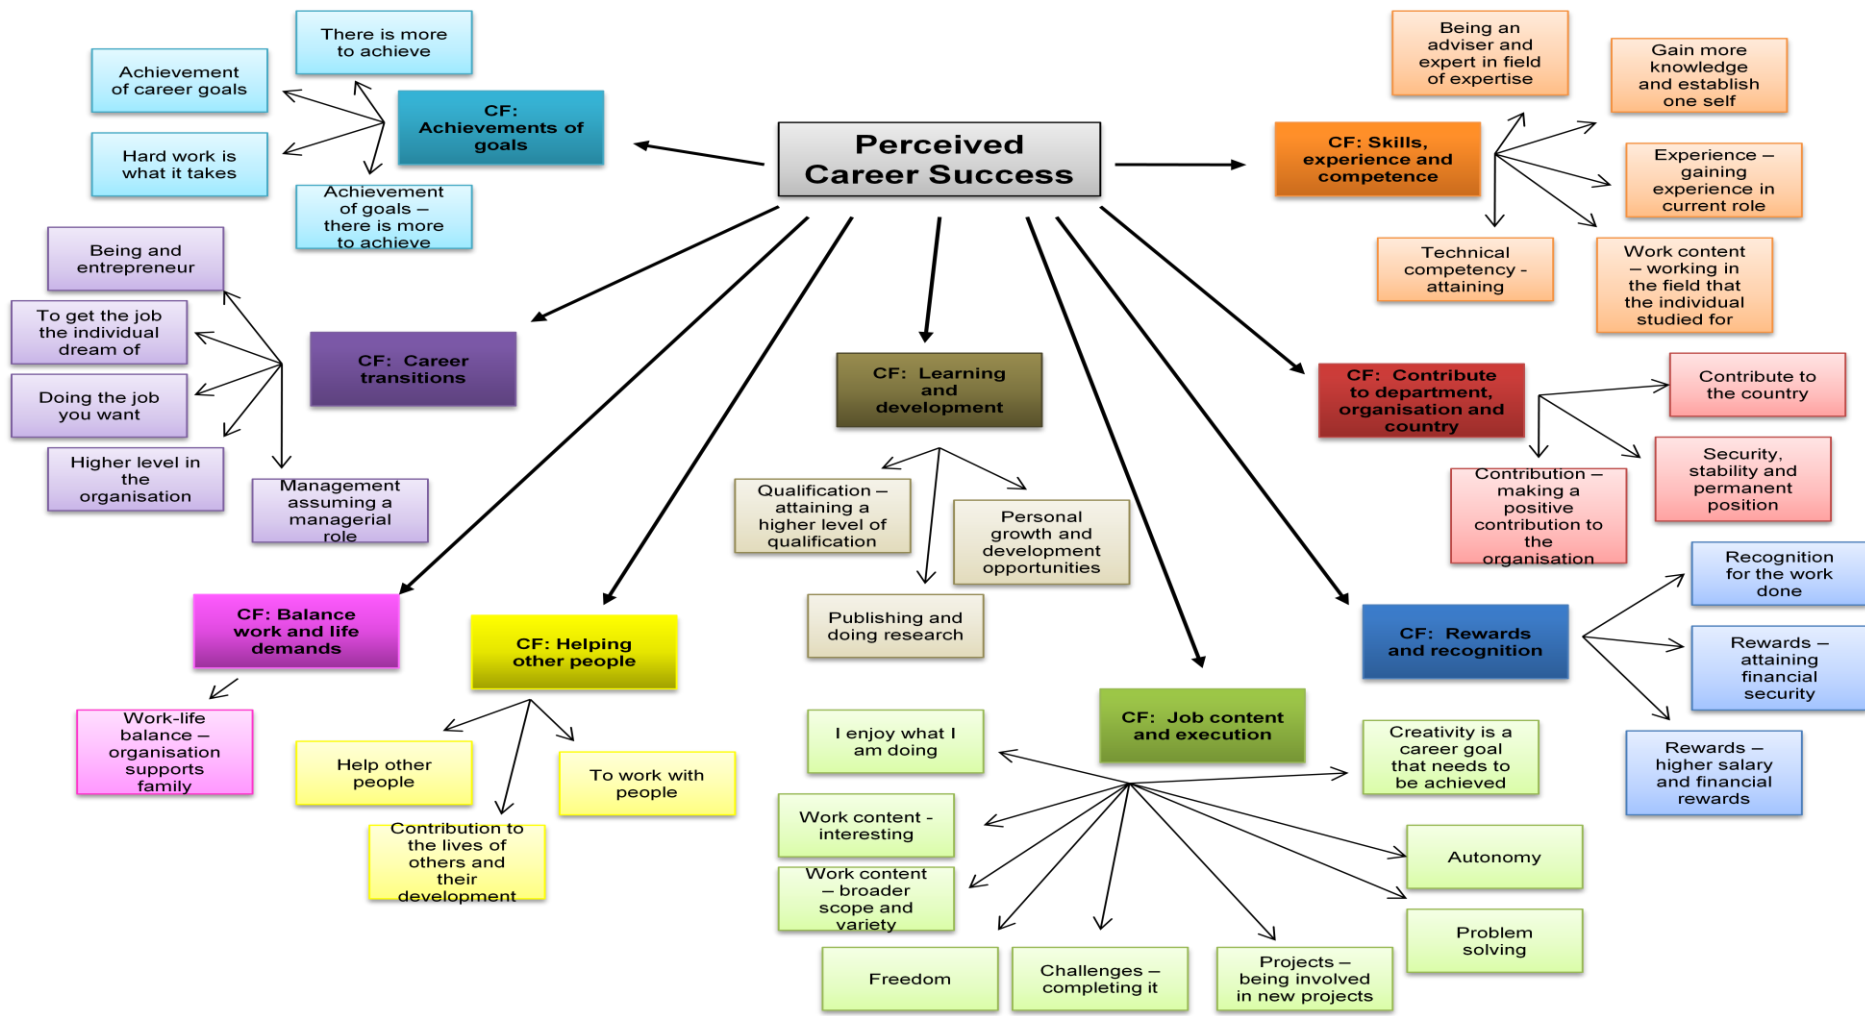 Perceived
Career Success
CF:
Achievements of
goals
There is more
to achieve
Achievement
of career goals
Hard work is
what it takes
Achievement
of goals –
there is more
to achieve
CF:  Career
transitions
Being and
entrepreneur
To get the job
the individual
dream of
Doing the job
you want
Higher level in
the
organisation
Management
assuming a
managerial
role
CF: Balance
work and life
demands
Work-life
balance –
organisation
supports
family
CF: Helping
other people
Help other
people
Contribution to
the lives of
others and
their
development
To work with
people
CF:  Learning
and
development
Qualification –
attaining a
higher level of
qualification
Publishing and
doing research
Personal
growth and
development
opportunities
CF:  Job content
and execution
I enjoy what I
am doing
Work content -
interesting
Work content
– broader
scope and
variety
Freedom
Challenges –
completing it
Projects –
being involved
in new projects
Problem
solving
Autonomy
Creativity is a
career goal
that needs to
be achieved
CF:  Rewards
and recognition
Recognition
for the work
done
Rewards –
attaining
financial
security
Rewards –
higher salary
and financial
rewards
CF:  Contribute
to department,
organisation and
country
Contribute to
the country
Security,
stability and
permanent
position
Contribution –
making a
positive
contribution to
the
organisation
CF: Skills,
experience and
competence
Being an
adviser and
expert in field
of expertise
Gain more
knowledge
and establish
one self
Experience –
gaining
experience in
current role
Work content
– working in
the field that
the individual
studied for
Technical
competency -
attaining